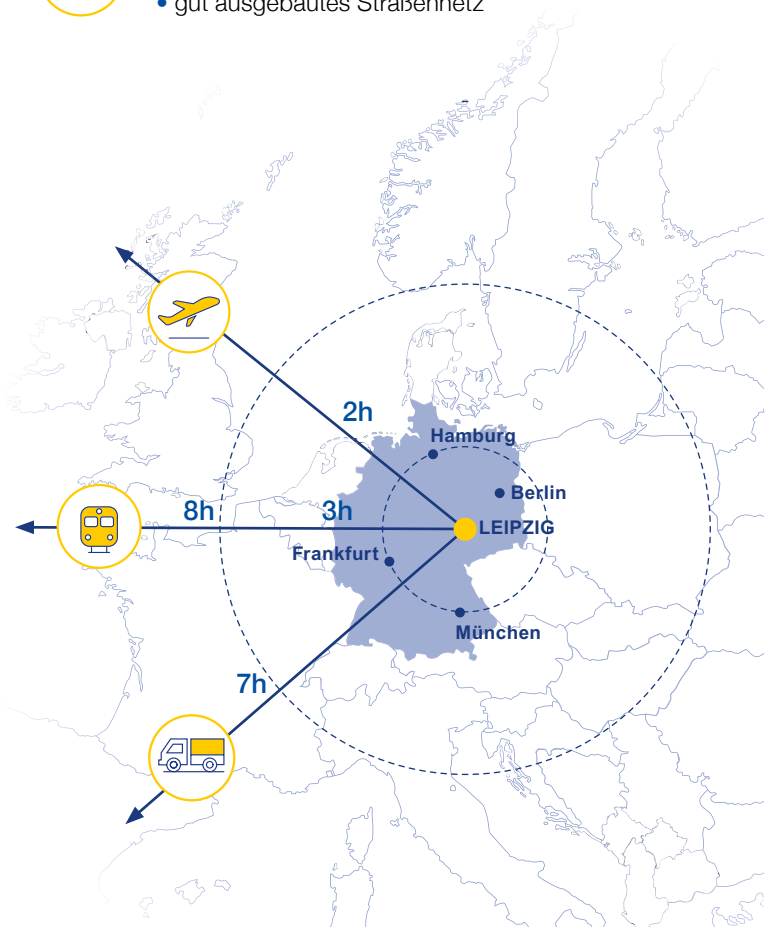 • gut ausgebautes Straßennetz
2h
Hamburg
Berlin
8h
3h
LEIPZIG
Frankfurt
München
7h